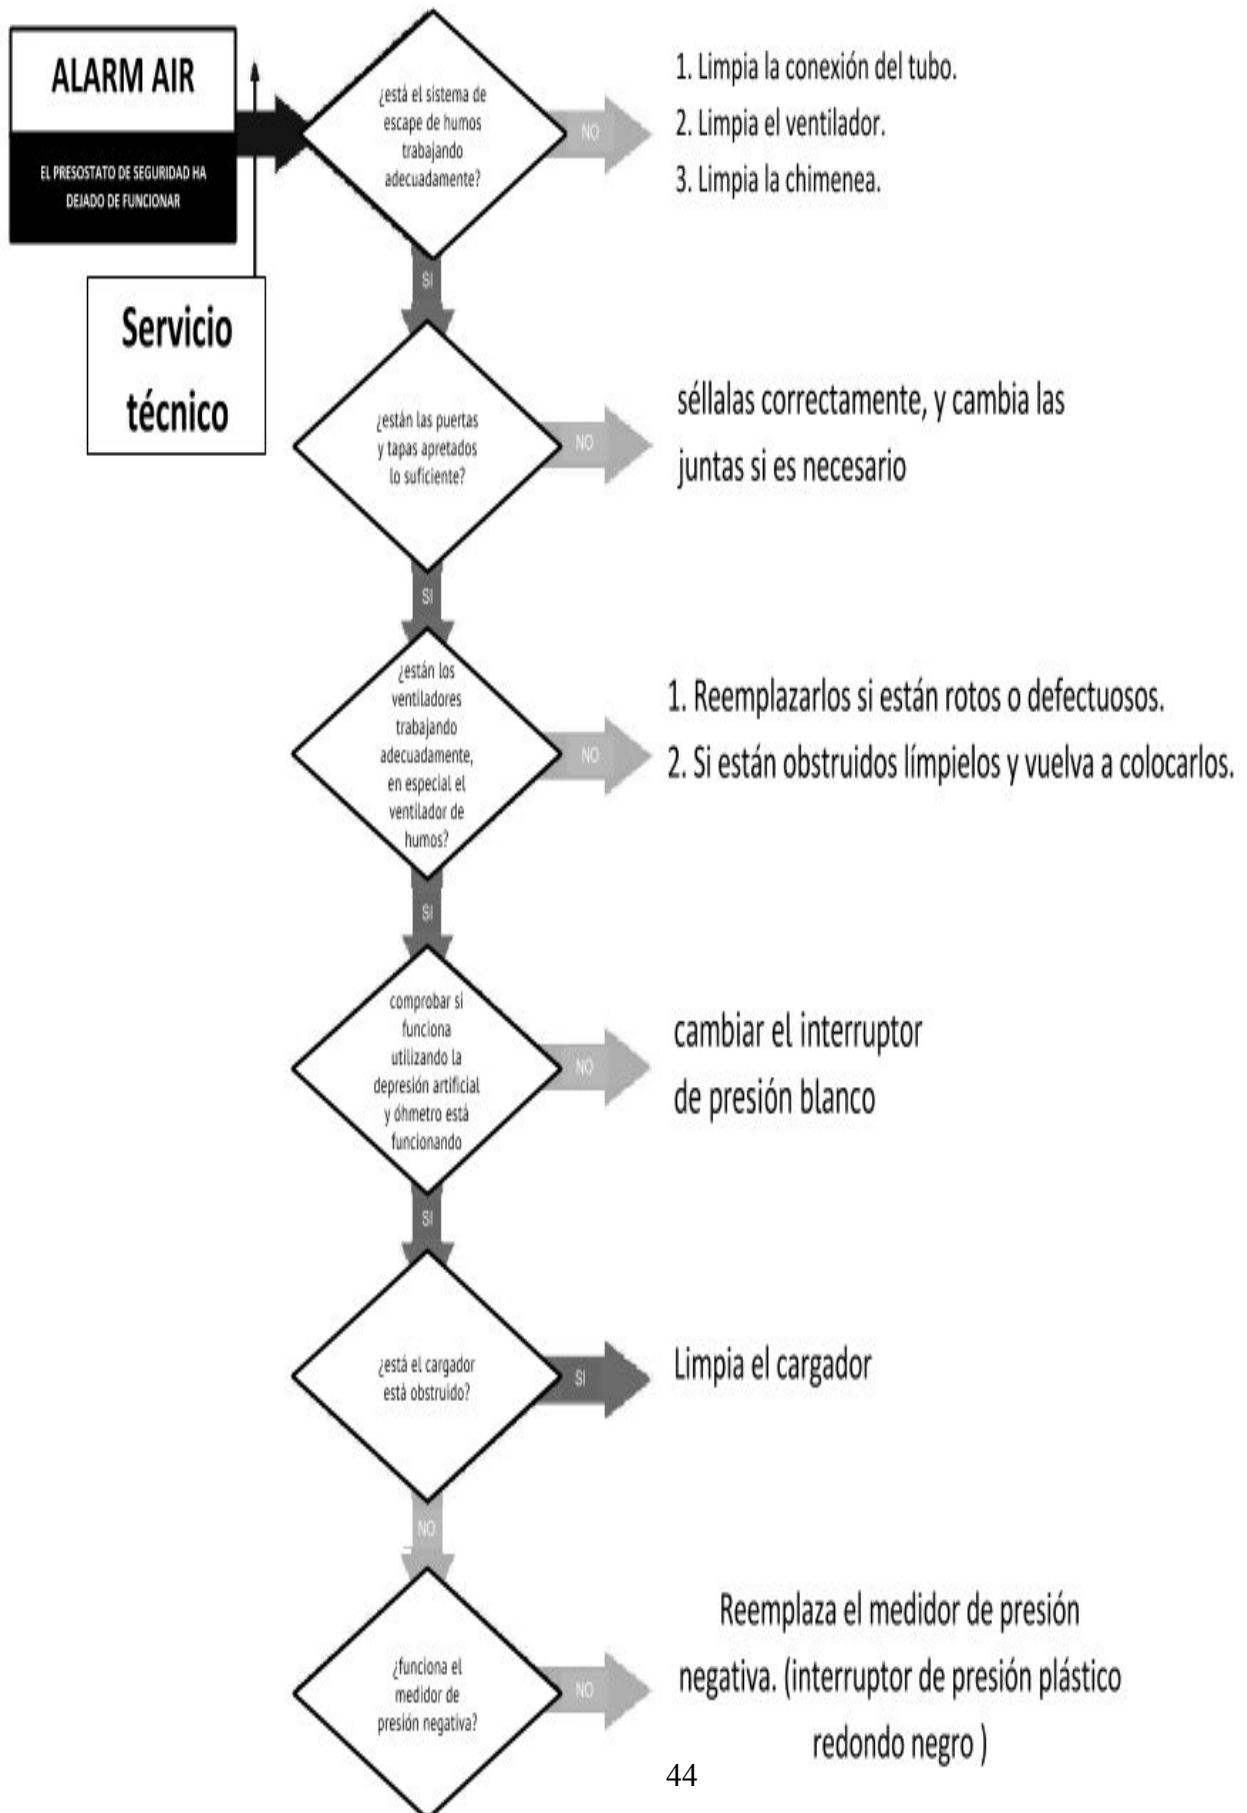 ALARM AIR
EL PRESOSTATO DE SEGURIDAD HA
DEJADO DE FUNCIONAR
Servicio
técnico
¿está el sistema de
escape de humos
trabajando
adecuadamente?
NO
1. Limpia la conexión del tubo.
2. Limpia el ventilador.
3. Limpia la chimenea.
SI
¿están las puertas
y tapas apretados
lo suficiente?
NO
séllalas correctamente, y cambia las
juntas si es necesario
SI
¿están los
ventiladores
trabajando
adecuadamente,
en especial el
ventilador de
humos?
NO
1. Reemplazarlos si están rotos o defectuosos.
2. Si están obstruidos límpielos y vuelva a colocarlos.
SI
comprobar si
funciona
utilizando la
depresión artificial
y óhmetro está
funcionando
NO
cambiar el interruptor
de presión blanco
SI
¿está el cargador
está obstruido?
SI
Limpia el cargador
NO
¿funciona el
medidor de
presión negativa?
NO
Reemplaza el medidor de presión
negativa. (interruptor de presión plástico
redondo negro )
44